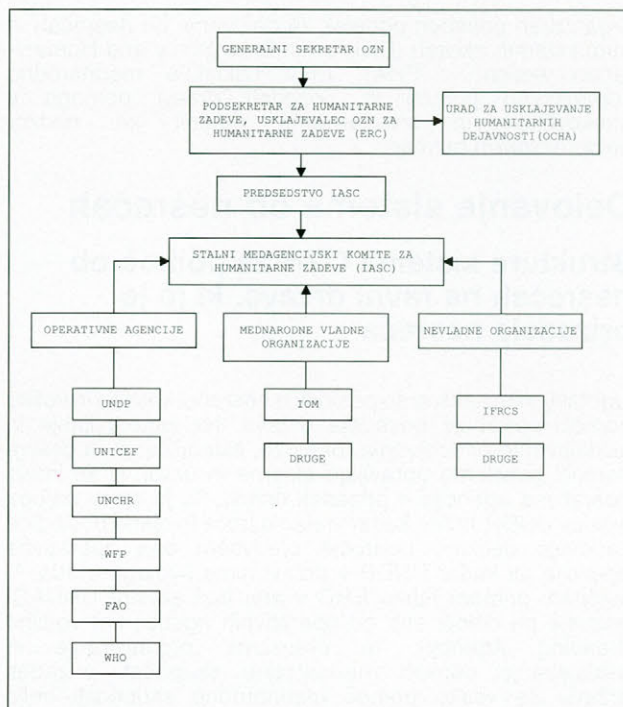 GENERALNI SEKRETAR OZN
PODSEKRETAR ZA HUMANITARNE
ZADEVE, USKLAJEVALEC OZN ZA
HUMANITARNE ZADEVE (ERC)
URAD ZA USKLAJEVANJE
HUMANITARNIH
DEJAVNOSTI(OCHA)
PREDSEDSTVO IASC
STALNI MEDAGENCIJSKI KOMITE ZA
HUMANITARNE ZADEVE (IASC)
OPERATIVNE AGENCIJE
MEDNARODNE VLADNE
ORGANIZACIJE
NEVLADNE ORGANIZACIJE
UNDP
UNICEF
UNCHR
WFP
FAO
WHO
IOM
DRUGE
IFRCS
DRUGE